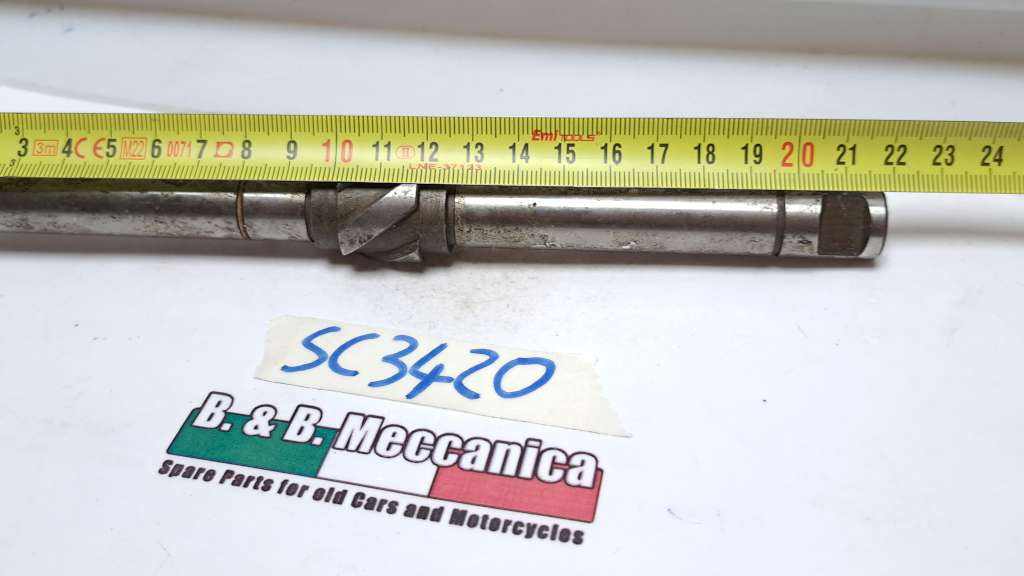 Emi TOOLS
3 3m 4 CE 5 M22 6 0071 7 8 9 10 11 II 12 13 14 15 16 17 18 19 20 21 22 23 24
SC3420
B. & B. Meccanica
Spare Parts for old Cars and Motorcycles